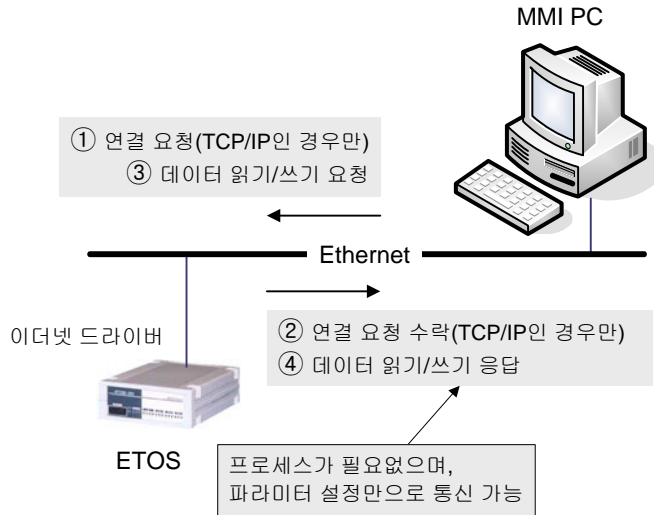 MMI PC
① 연결 요청(TCP/IP인 경우만)
③ 데이터 읽기/쓰기 요청
Ethernet
이더넷 드라이버
② 연결 요청 수락(TCP/IP인 경우만)
④ 데이터 읽기/쓰기 응답
ETOS
프로세스가 필요없으며,
파라미터 설정만으로 통신 가능